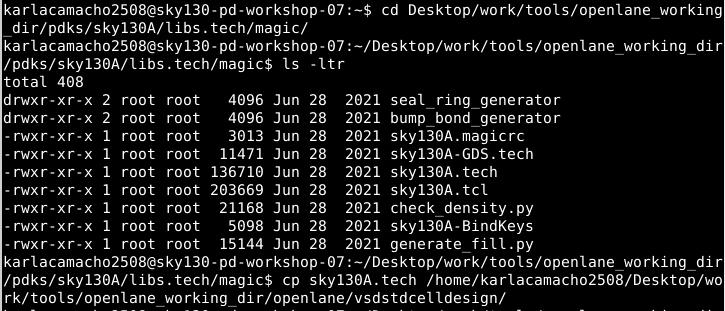 karlacamacho2508@sky130-pd-workshop-07:~$ cd Desktop/work/tools/openlane_working
_dir/pdks/sky130A/libs.tech/magic/
karlacamacho2508@sky130-pd-workshop-07:~/Desktop/work/tools/openlane_working_dir
/pdks/sky130A/libs.tech/magic$ ls -ltr
total 408
drwxr-xr-x 2 root root   4096 Jun 28  2021 seal_ring_generator
drwxr-xr-x 2 root root   4096 Jun 28  2021 bump_bond_generator
-rwxr-xr-x 1 root root   3013 Jun 28  2021 sky130A.magicrc
-rwxr-xr-x 1 root root  11471 Jun 28  2021 sky130A-GDS.tech
-rwxr-xr-x 1 root root 136710 Jun 28  2021 sky130A.tech
-rwxr-xr-x 1 root root 203669 Jun 28  2021 sky130A.tcl
-rwxr-xr-x 1 root root  21168 Jun 28  2021 check_density.py
-rwxr-xr-x 1 root root   5098 Jun 28  2021 sky130A-BindKeys
-rwxr-xr-x 1 root root  15144 Jun 28  2021 generate_fill.py
karlacamacho2508@sky130-pd-workshop-07:~/Desktop/work/tools/openlane_working_dir
/pdks/sky130A/libs.tech/magic$ cp sky130A.tech /home/karlacamacho2508/Desktop/wo
rk/tools/openlane_working_dir/openlane/vsdstdcelldesign/